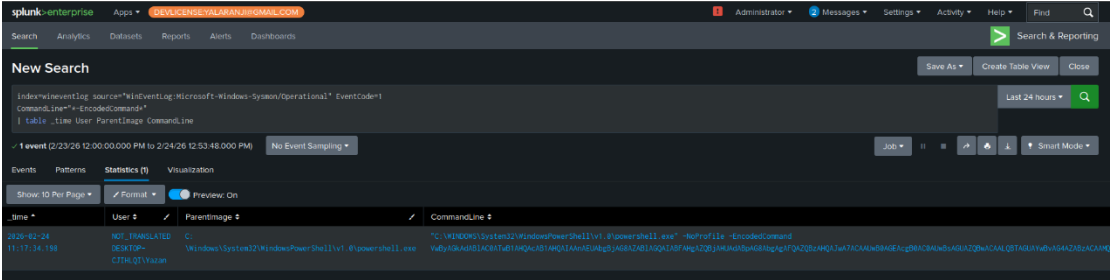 splunk>enterprise Apps DEVLICENSE:YALARANJI@GMAIL.COM Administrator 2 Messages Settings Activity Help Find
Search Analytics Datasets Reports Alerts Dashboards Search & Reporting
New Search Save As Create Table View Close
index=wineventlog source="WinEventLog:Microsoft-Windows-Sysmon/Operational" EventCode=1 Last 24 hours
CommandLine="*-EncodedCommand*"
| table _time User ParentImage CommandLine
1 event (2/23/26 12:00:00.000 PM to 2/24/26 12:53:48.000 PM) No Event Sampling Job Smart Mode
Events Patterns Statistics (1) Visualization
Show: 10 Per Page Format Preview: On
_time User ParentImage CommandLine
2026-02-24 NOT_TRANSLATED C: "C:\WINDOWS\System32\WindowsPowerShell\v1.0\powershell.exe" -NoProfile -EncodedCommand
11:17:34.198 DESKTOP- \Windows\System32\WindowsPowerShell\v1.0\powershell.exe
CJIHLQT\Yazan